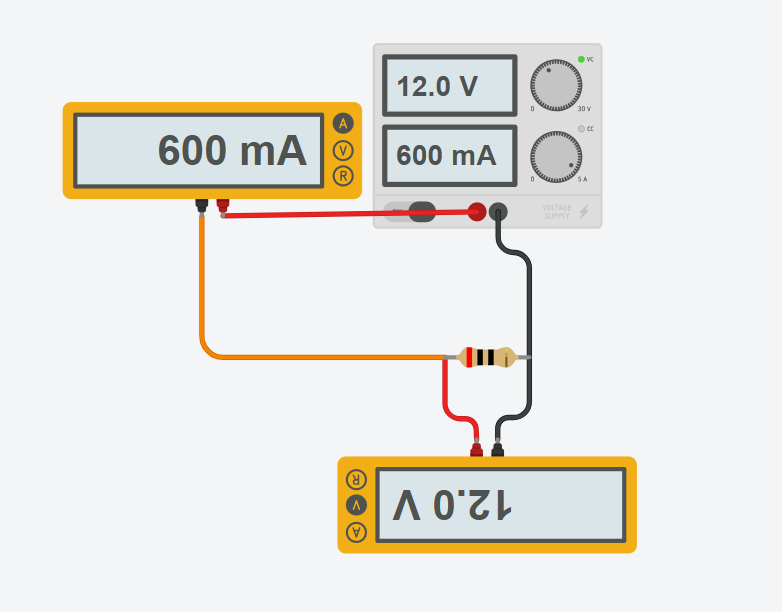 12.0 V
VC
0
30 V
600 mA
A
V
R
600 mA
CC
0
5 A
VOLTAGE
SUPPLY
R
V
A
12.0 V